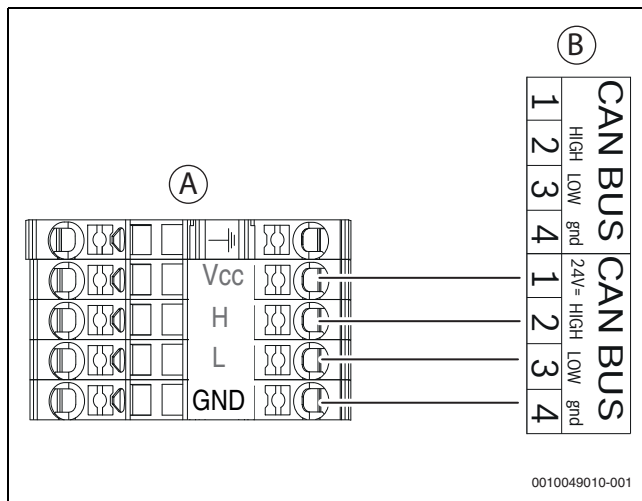 B
A
Vcc
H
L
GND
1 2 3 4 1 2 3 4
HIGH LOW gnd 24V= HIGH LOW gnd
CAN BUS CAN BUS
0010049010-001